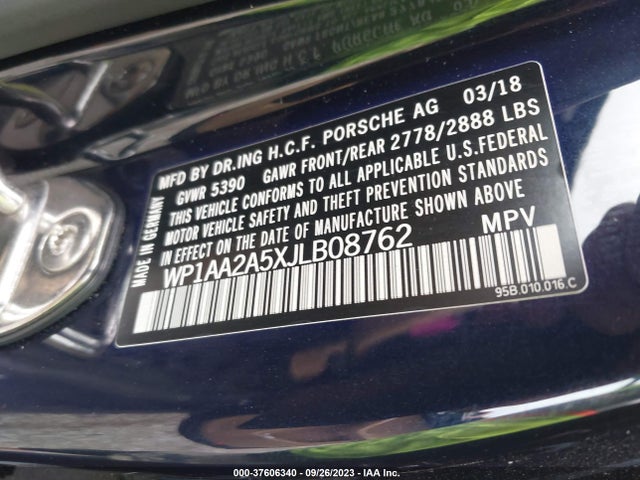 MFD BY DR.ING H.C.F. PORSCHE AG 03/18
GVWR 5390 GAWR FRONT/REAR 2778/2888 LBS
THIS VEHICLE CONFORMS TO ALL APPLICABLE U.S.FEDERAL
MOTOR VEHICLE SAFETY AND THEFT PREVENTION STANDARDS
IN EFFECT ON THE DATE OF MANUFACTURE SHOWN ABOVE
WP1AA2A5XJLB08762 MPV
MADE IN GERMANY
95B.010.016.C
000-37606340 - 09/26/2023 - IAA Inc.